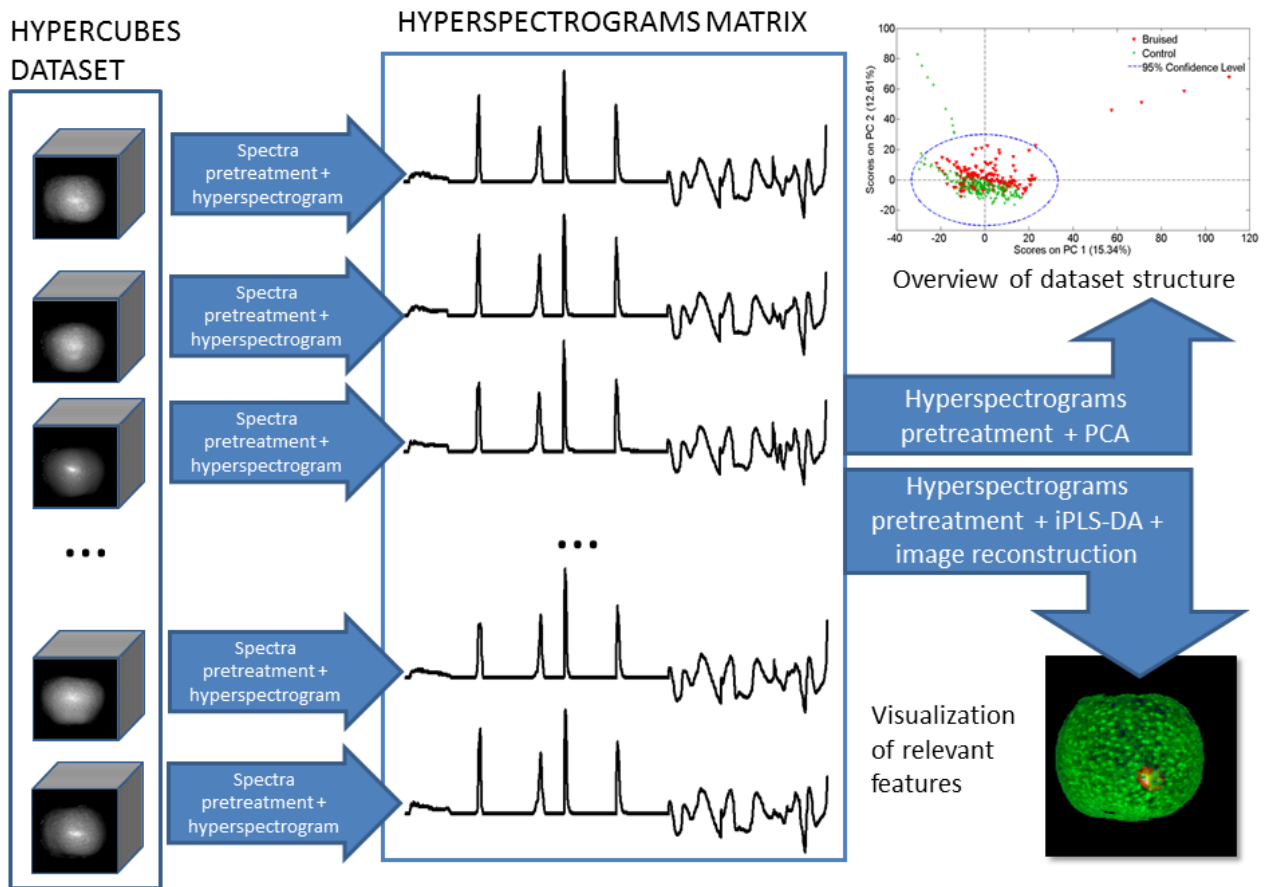 HYPERCUBES
DATASET
HYPERSPECTROGRAMS MATRIX
Spectra
pretreatment +
hyperspectrogram
Spectra
pretreatment +
hyperspectrogram
Spectra
pretreatment +
hyperspectrogram
...
...
Spectra
pretreatment +
hyperspectrogram
Spectra
pretreatment +
hyperspectrogram
100
80
60
40
20
0
-20
-40
-20
0
20
40
60
80
100
120
Scores on PC 2 (12.61%)
Scores on PC 1 (15.34%)
Bruised
Control
95% Confidence Level
Overview of dataset structure
Hyperspectrograms
pretreatment + PCA
Hyperspectrograms
pretreatment + iPLS-DA +
image reconstruction
Visualization
of relevant
features